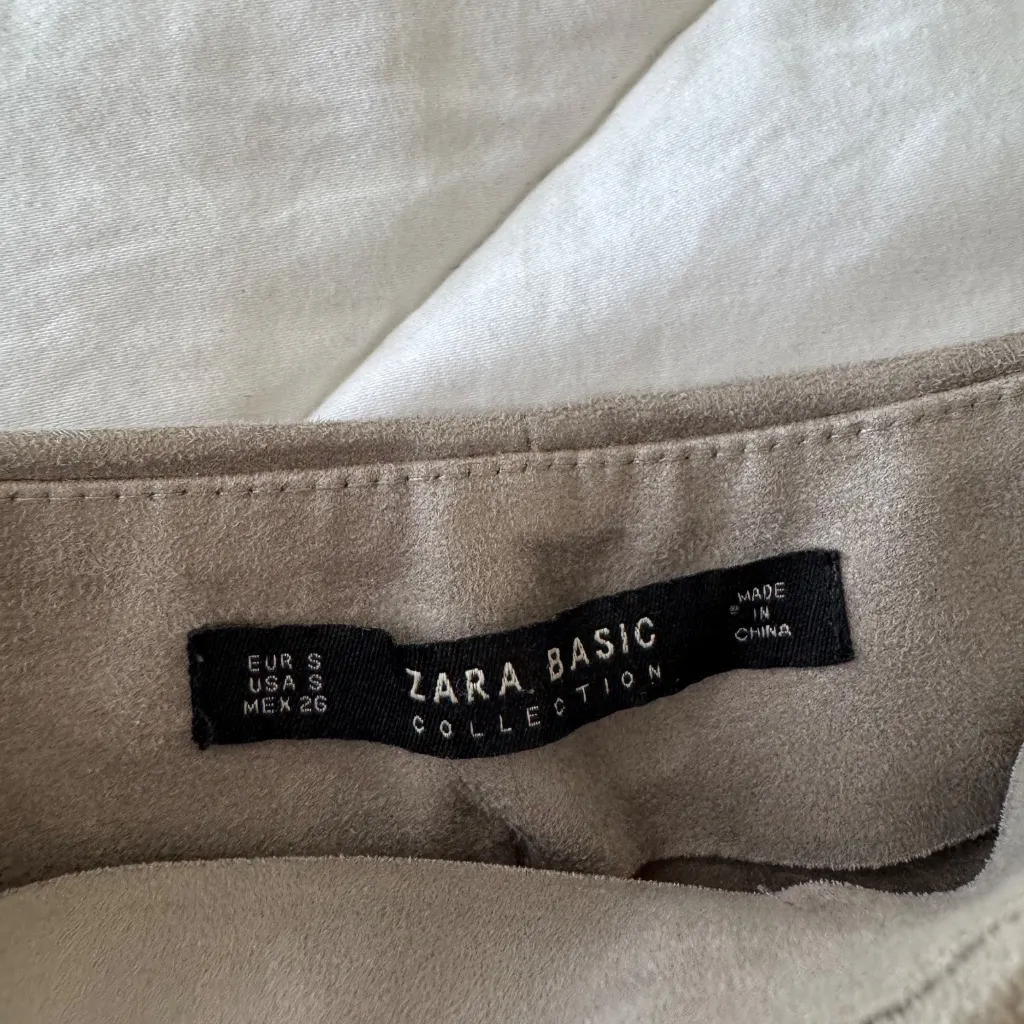 EUR S
USA S
MEX 26
ZARA BASIC
COLLECTION
MADE
IN
CHINA